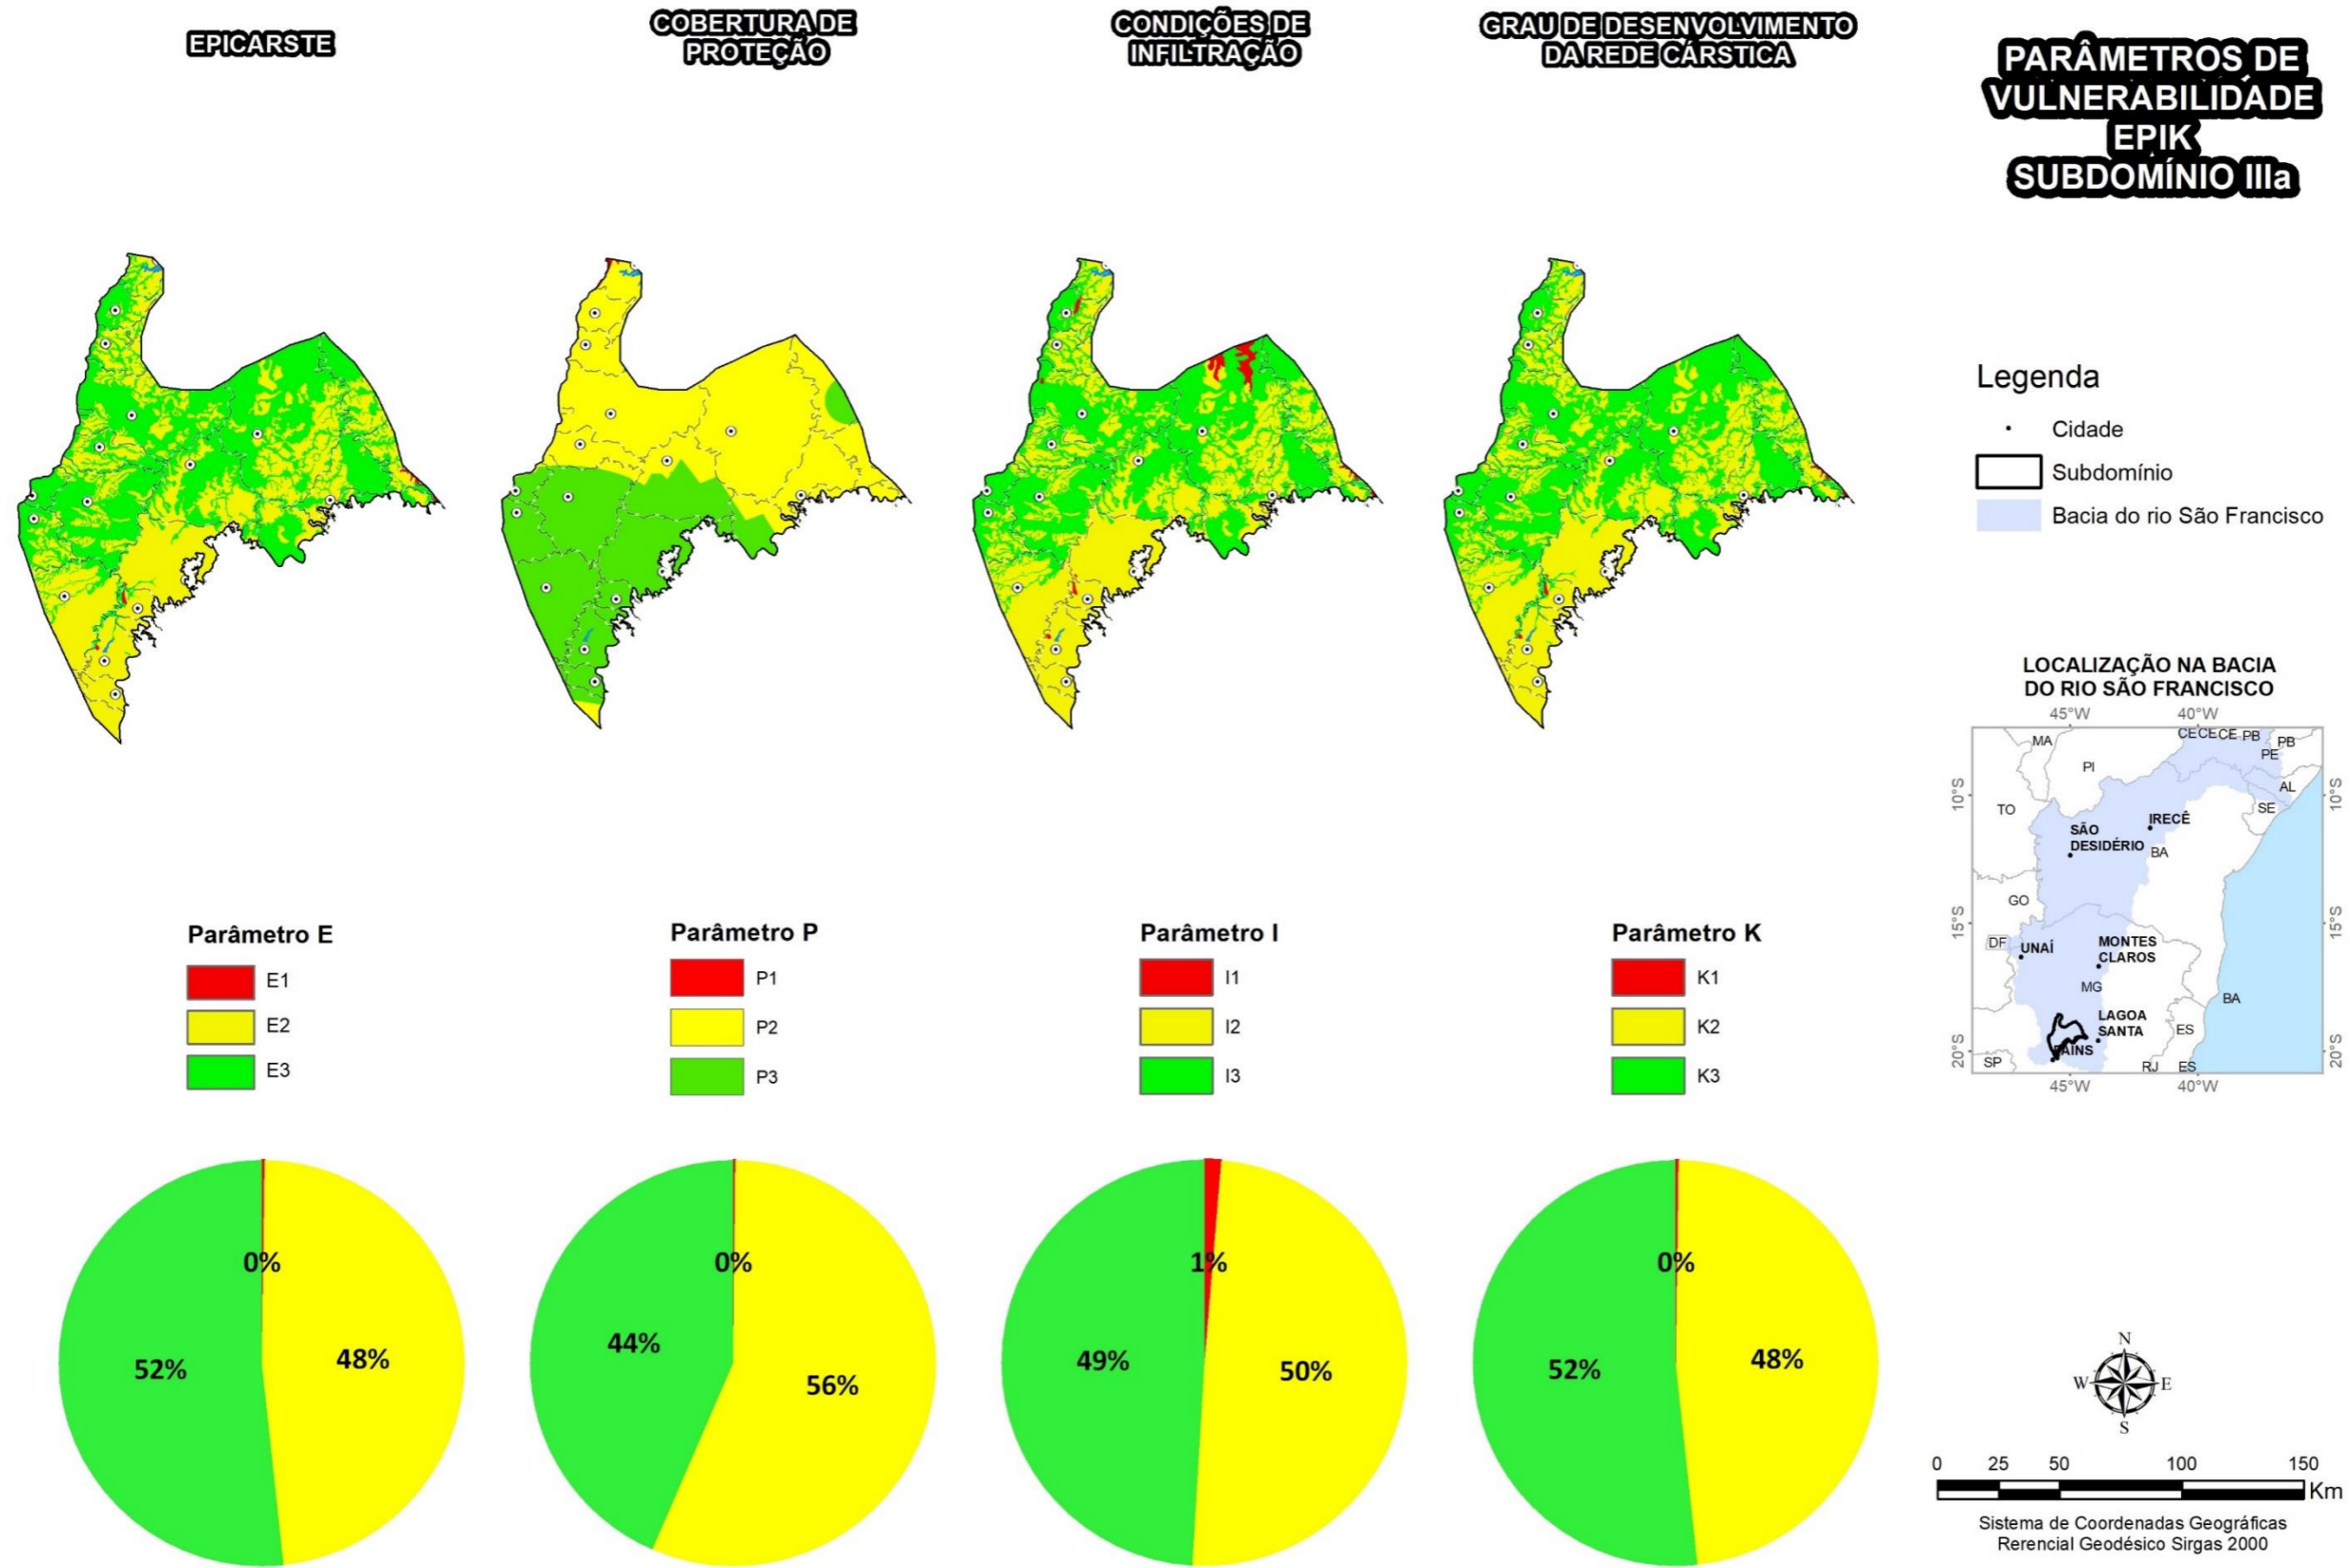 EPICARSTE
COBERTURA DE
PROTEÇÃO
CONDIÇÕES DE
INFILTRAÇÃO
GRAU DE DESENVOLVIMENTO
DA REDE CÁRSTICA
PARÂMETROS DE
VULNERABILIDADE
EPIK
SUBDOMÍNIO IIIa
Legenda
Cidade
Subdomínio
Bacia do rio São Francisco
LOCALIZAÇÃO NA BACIA
DO RIO SÃO FRANCISCO
45°W 40°W
CE CE CE PB PB
MA
PE
PI
AL
10°S 10°S
TO
SE
IRECÊ
SÃO
DESIDÉRIO
BA
GO
15°S 15°S
DF
UNAÍ
MONTES
CLAROS
MG
BA
LAGOA
SANTA
ES
PAINS
20°S 20°S
SP
RJ ES
45°W 40°W
Parâmetro E
E1
E2
E3
Parâmetro P
P1
P2
P3
Parâmetro I
I1
I2
I3
Parâmetro K
K1
K2
K3
0%
52%
48%
0%
44%
56%
1%
49%
50%
0%
52%
48%
N
W E
S
0 25 50 100 150
Km
Sistema de Coordenadas Geográficas
Rerencial Geodésico Sirgas 2000